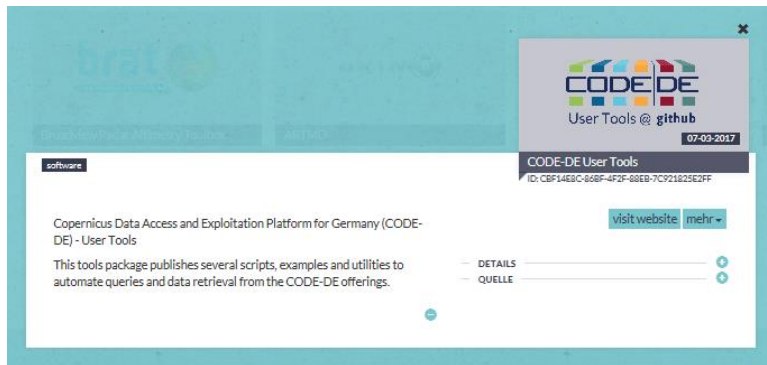 brat
CODE DE
User Tools @ github
07-03-2017
software
CODE-DE User Tools
ID: CBF14E8C-86BF-4F2F-88EB-7C921825E2FF
visit website
mehr
Copernicus Data Access and Exploitation Platform for Germany (CODE-
DE) - User Tools
This tools package publishes several scripts, examples and utilities to
automate queries and data retrieval from the CODE-DE offerings.
DETAILS
QUELLE